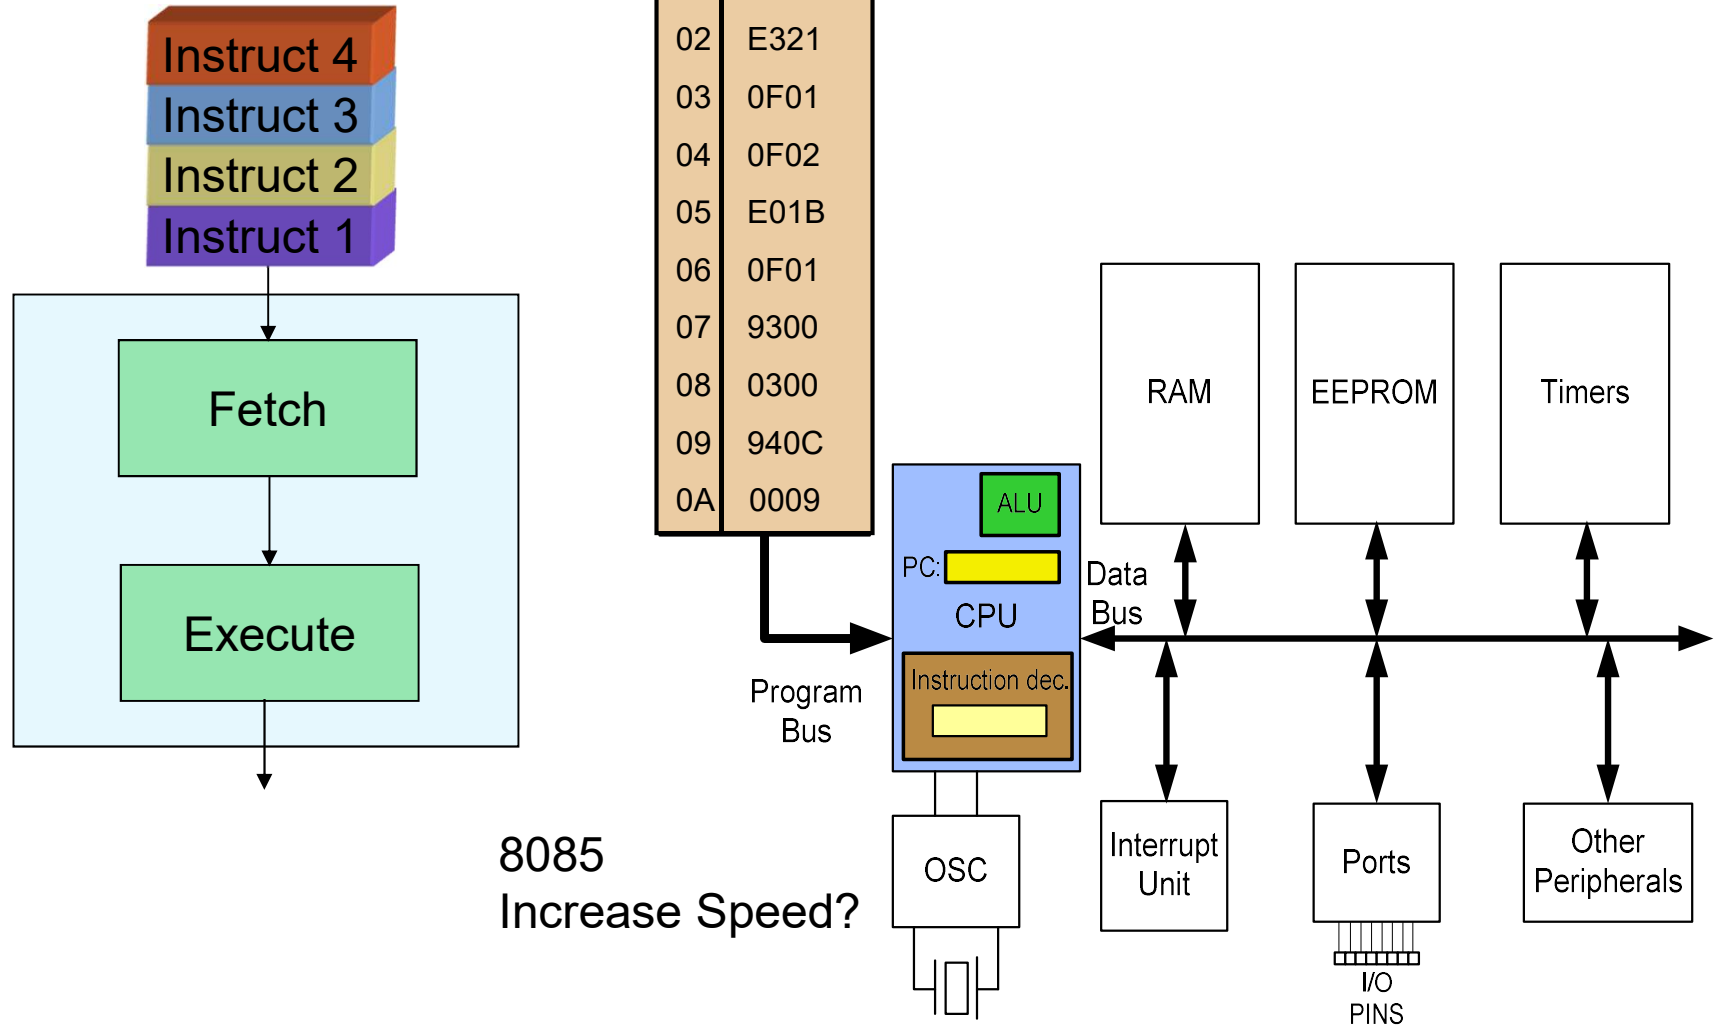 Instruct 4
Instruct 3
Instruct 2
Instruct 1
Fetch
Execute
02 E321
03 0F01
04 0F02
05 E01B
06 0F01
07 9300
08 0300
09 940C
0A 0009
Program
Bus
ALU
PC:
CPU
Instruction dec.
OSC
Data
Bus
RAM
EEPROM
Timers
Interrupt
Unit
Ports
I/O
PINS
Other
Peripherals
8085
Increase Speed?